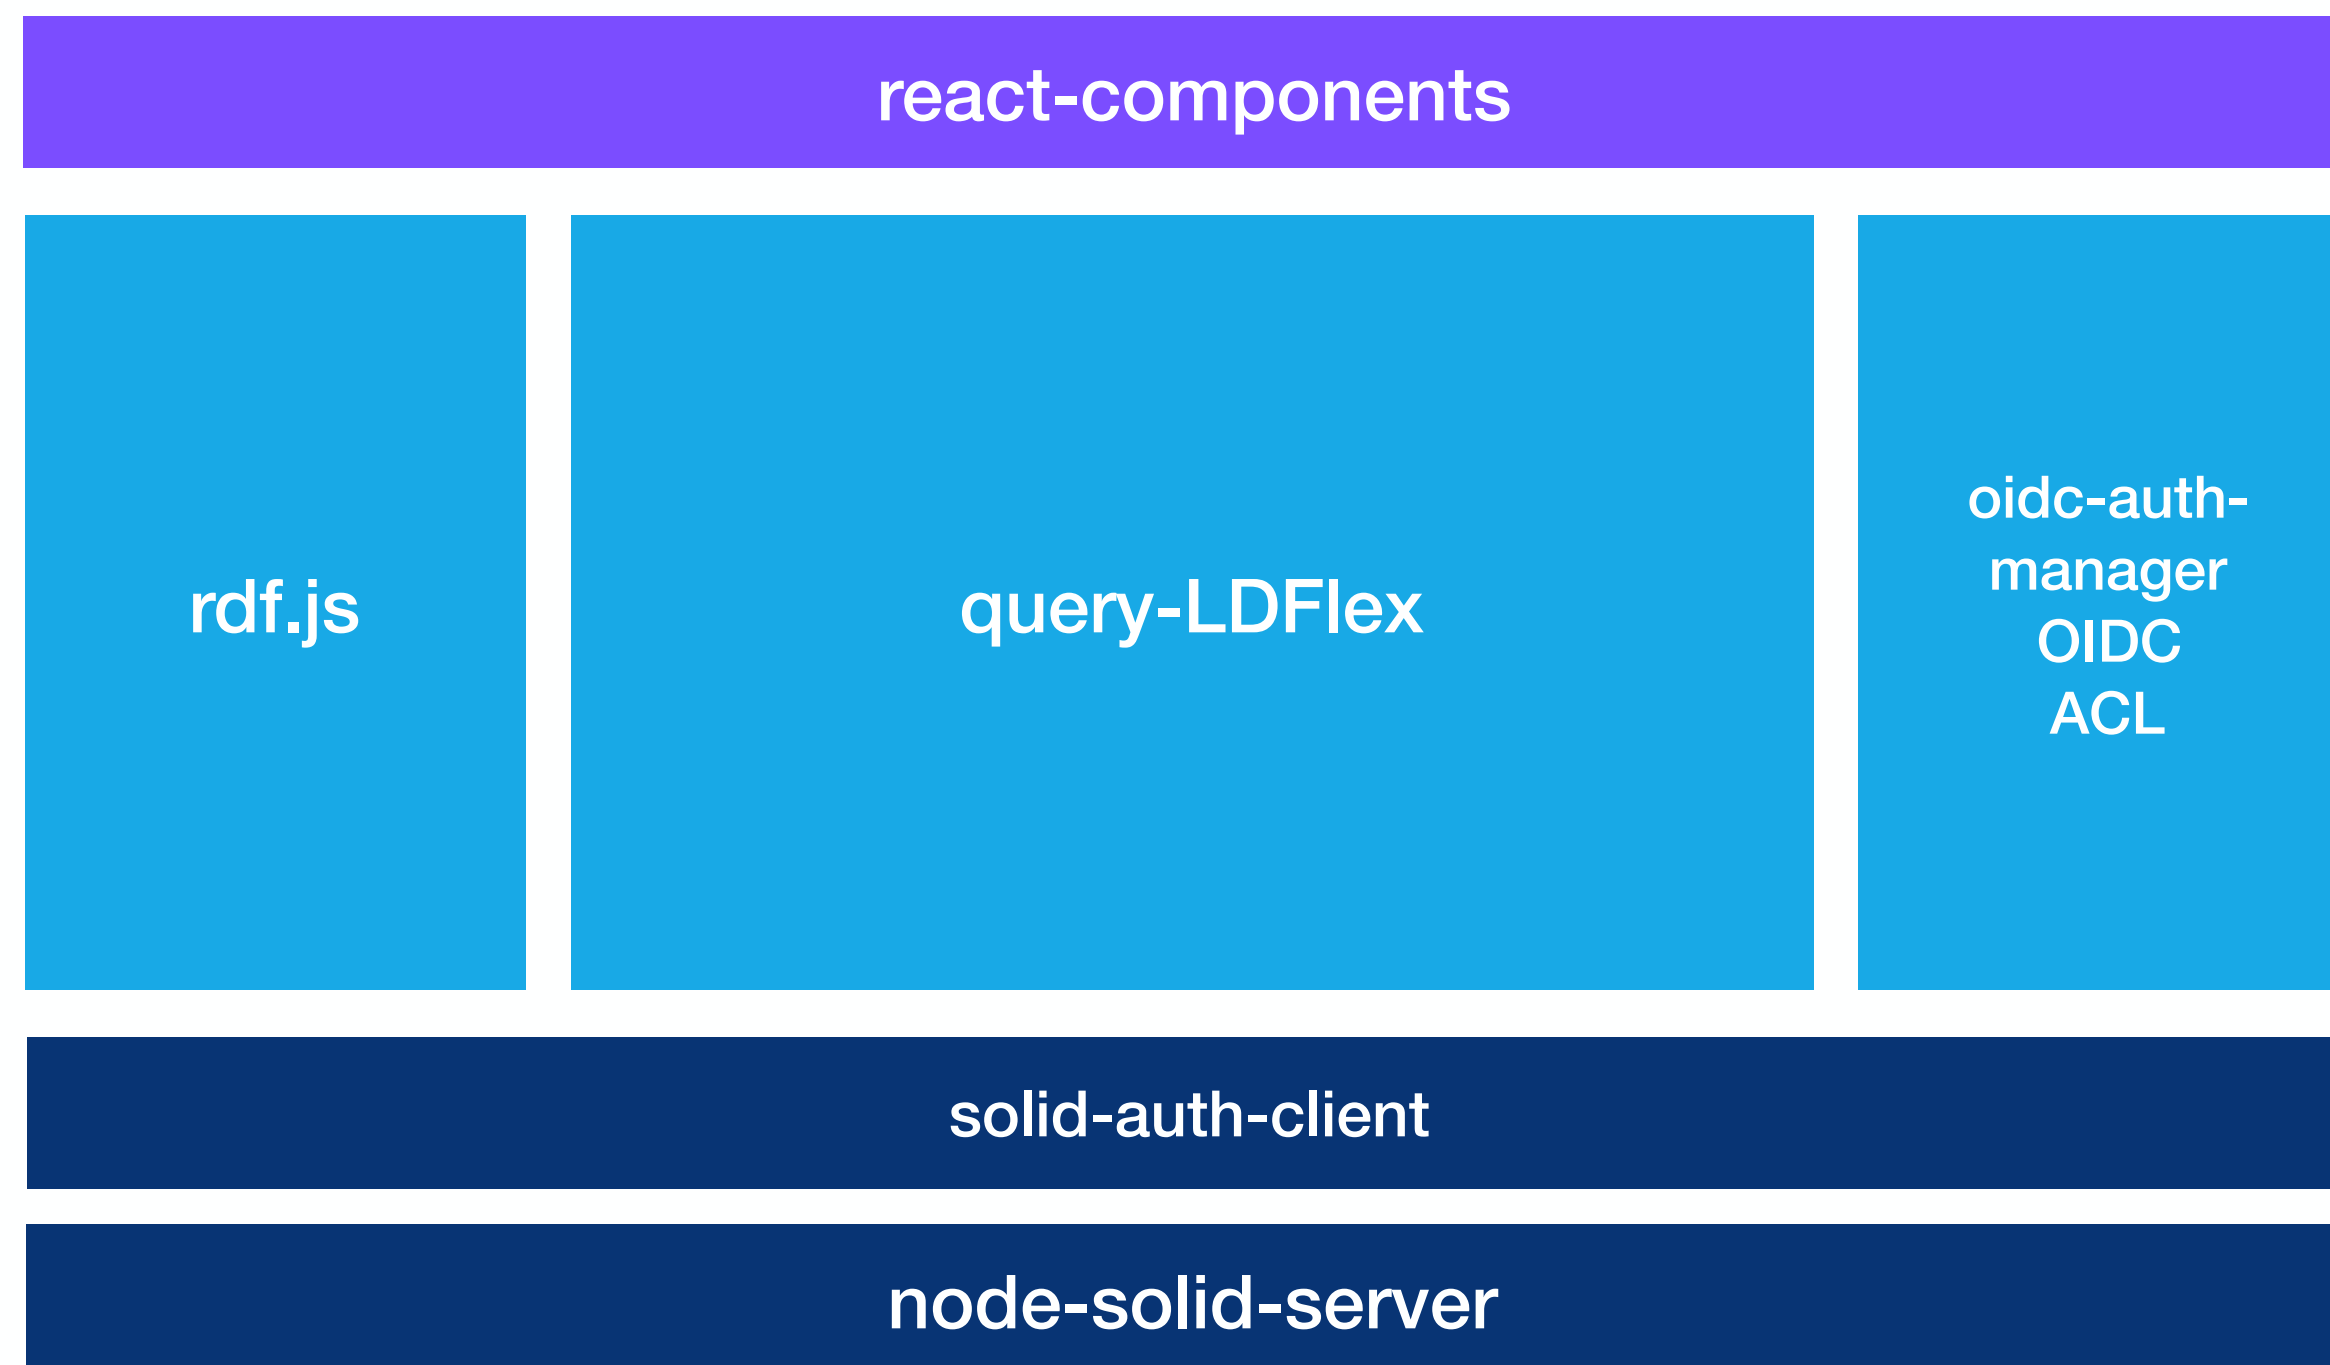 react-components
rdf.js
query-LDFlex
oidc-auth-
manager
OIDC
ACL
solid-auth-client
node-solid-server